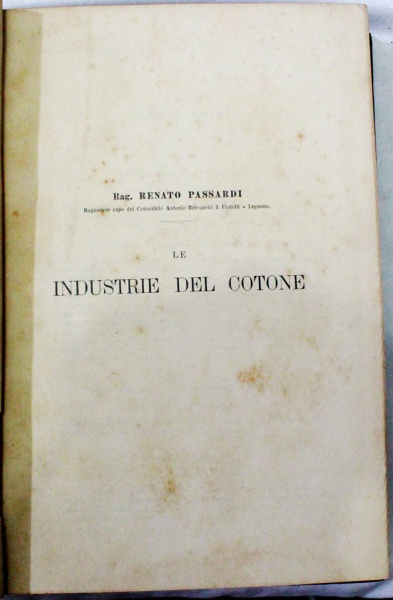 Rag. RENATO PASSARDI
Ragioniere capo del Cotonificio Antonio Bernocchi & Fratelli - Legnano.
LE
INDUSTRIE DEL COTONE